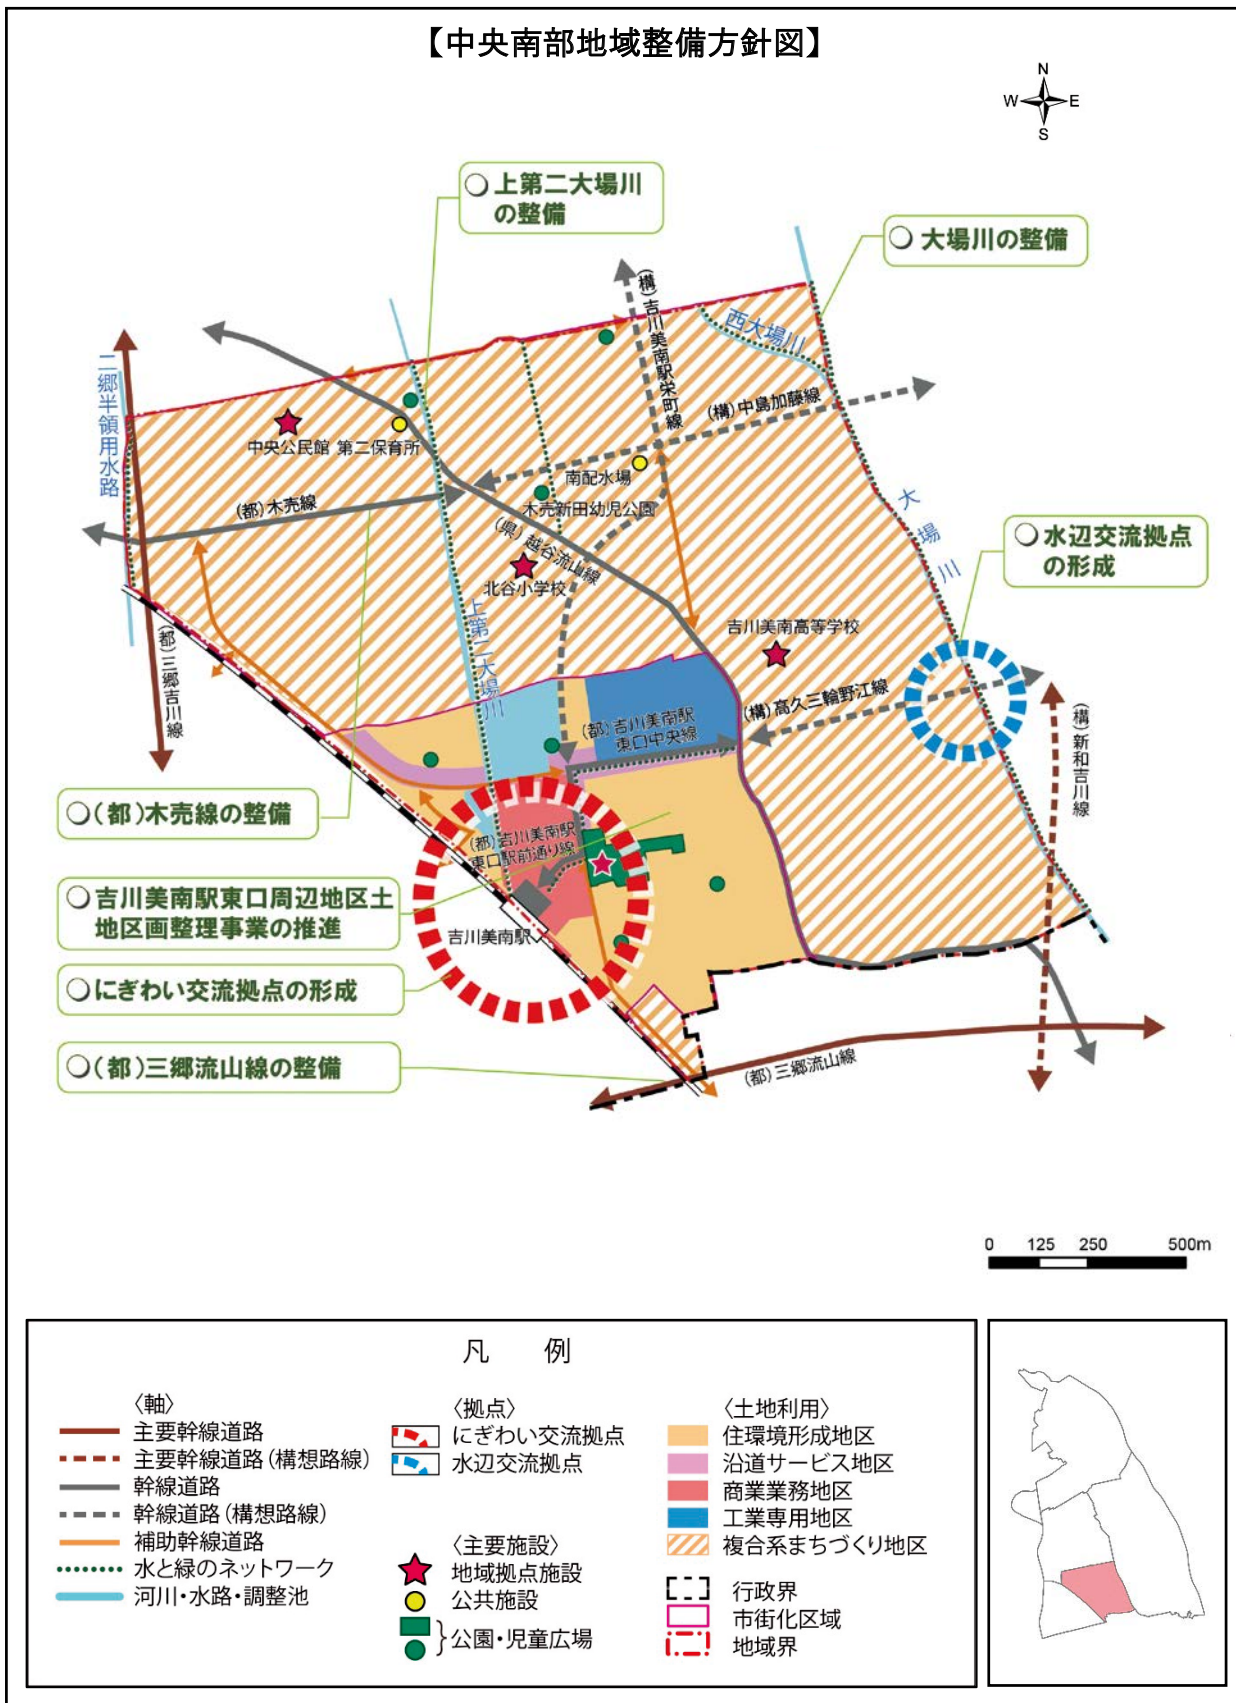 【中央南部地域整備方針図】
N
W
E
S
○上第二大場川
の整備
○ 大場川の整備
(構)吉川美南駅栄町線
西大場川
二郷半領用水路
(構)中島加藤線
中央公民館
第二保育所
南配水場
木売新田幼児公園
(都)木売線
(県)越谷流山線
大場川
○水辺交流拠点
の形成
北谷小学校
上第二大場川
吉川美南高等学校
(都)三郷吉川線
(構)高久三輪野江線
(都)吉川美南駅
東口中央線
(構)新和吉川線
○(都)木売線の整備
(都)吉川美南駅
東口駅前通り線
○吉川美南駅東口周辺地区土
地区画整理事業の推進
吉川美南駅
○にぎわい交流拠点の形成
○(都)三郷流山線の整備
(都)三郷流山線
0 125 250 500m
凡 例
〈軸〉
主要幹線道路
主要幹線道路(構想路線)
幹線道路
幹線道路(構想路線)
補助幹線道路
水と緑のネットワーク
河川・水路・調整池
〈拠点〉
にぎわい交流拠点
水辺交流拠点
〈主要施設〉
地域拠点施設
公共施設
公園・児童広場
〈土地利用〉
住環境形成地区
沿道サービス地区
商業業務地区
工業専用地区
複合系まちづくり地区
行政界
市街化区域
地域界